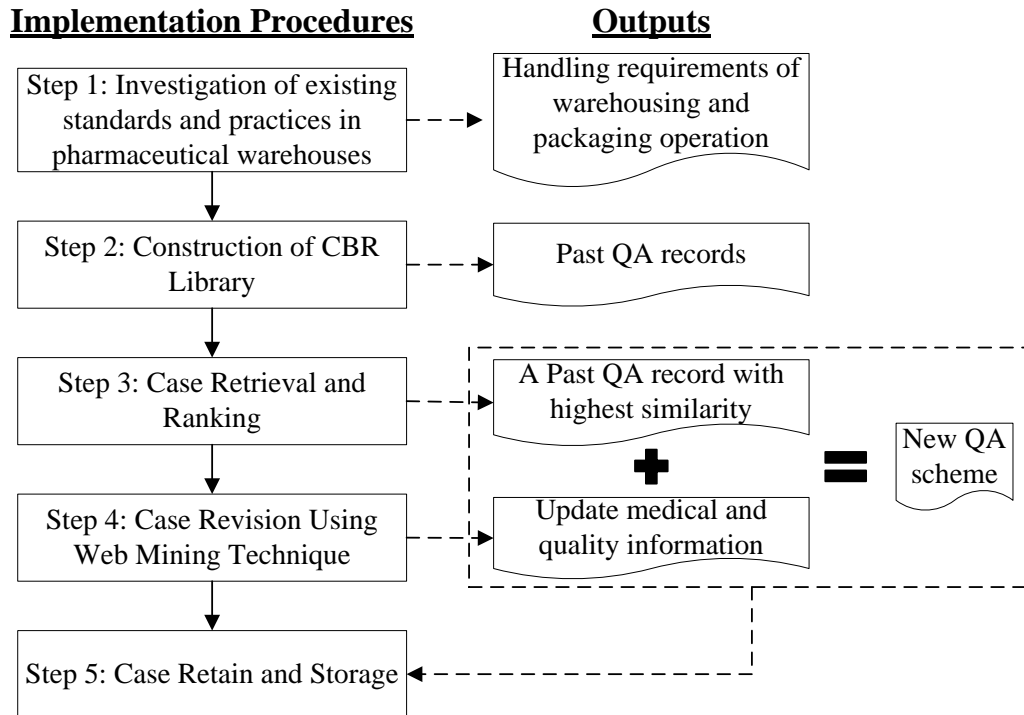 Implementation Procedures
Outputs
Step 1: Investigation of existing
standards and practices in
pharmaceutical warehouses
Handling requirements of
warehousing and
packaging operation
Step 2: Construction of CBR
Library
Past QA records
Step 3: Case Retrieval and
Ranking
A Past QA record with
highest similarity
New QA
scheme
Step 4: Case Revision Using
Web Mining Technique
Update medical and
quality information
Step 5: Case Retain and Storage